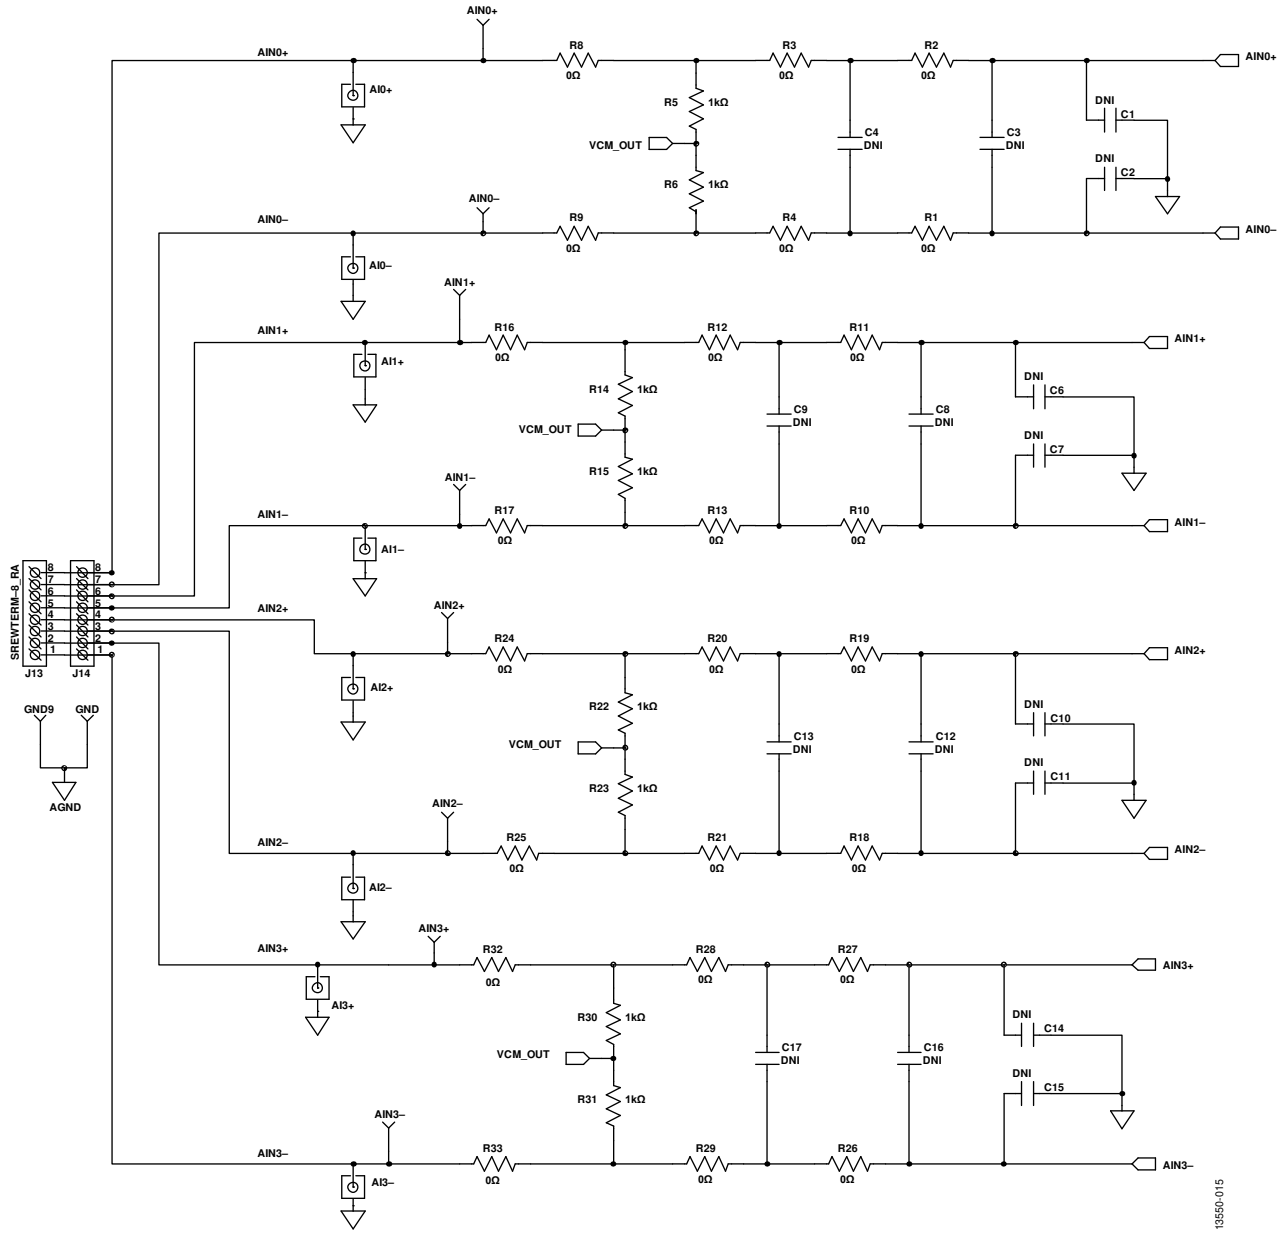 AIN0+
AIN0+ R8 R3 R2 AIN0+
0Ω 0Ω 0Ω
AI0+ R5 1kΩ DNI C1
VCM_OUT C4 DNI C3 DNI
DNI C2
R6 1kΩ
AIN0–
AIN0– R9 R4 R1 AIN0–
0Ω 0Ω 0Ω
AI0–
AIN1+
AIN1+ R16 R12 R11 AIN1+
0Ω 0Ω 0Ω
AI1+ R14 1kΩ DNI C6
VCM_OUT C9 DNI C8 DNI
DNI C7
R15 1kΩ
AIN1–
AIN1– R17 R13 R10 AIN1–
0Ω 0Ω 0Ω
AI1–
SREWTERM–8_RA
8 8
7 7
6 6
5 5
4 4
3 3
2 2
1 1
J13 J14
GND9 GND
AGND
AIN2+
AIN2+ R24 R20 R19 AIN2+
0Ω 0Ω 0Ω
AI2+ R22 1kΩ DNI C10
VCM_OUT C13 DNI C12 DNI
DNI C11
R23 1kΩ
AIN2–
AIN2– R25 R21 R18 AIN2–
0Ω 0Ω 0Ω
AI2–
AIN3+
AIN3+ R32 R28 R27 AIN3+
0Ω 0Ω 0Ω
AI3+ R30 1kΩ DNI C14
VCM_OUT C17 DNI C16 DNI
DNI C15
R31 1kΩ
AIN3–
AIN3– R33 R29 R26 AIN3–
0Ω 0Ω 0Ω
AI3–
13550-015